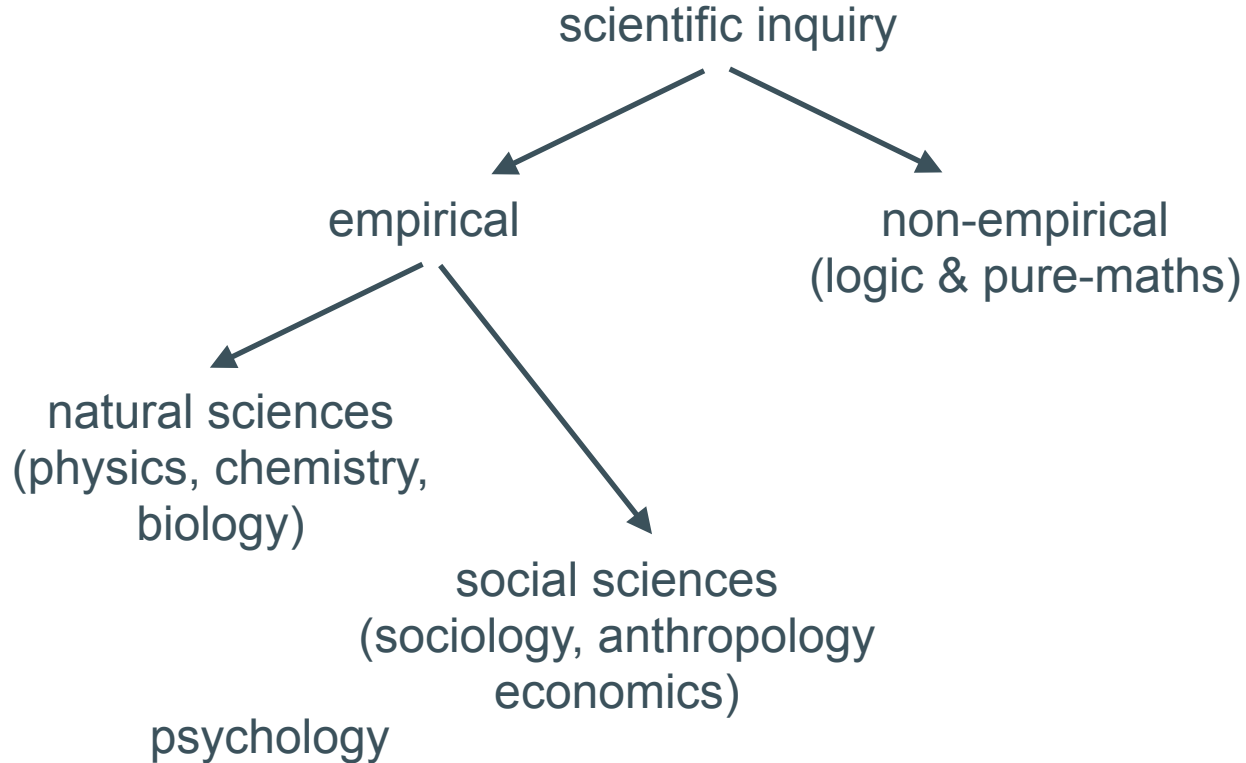 scientific inquiry
empirical
non-empirical
(logic & pure-maths)
natural sciences
(physics, chemistry,
biology)
social sciences
(sociology, anthropology
economics)
psychology